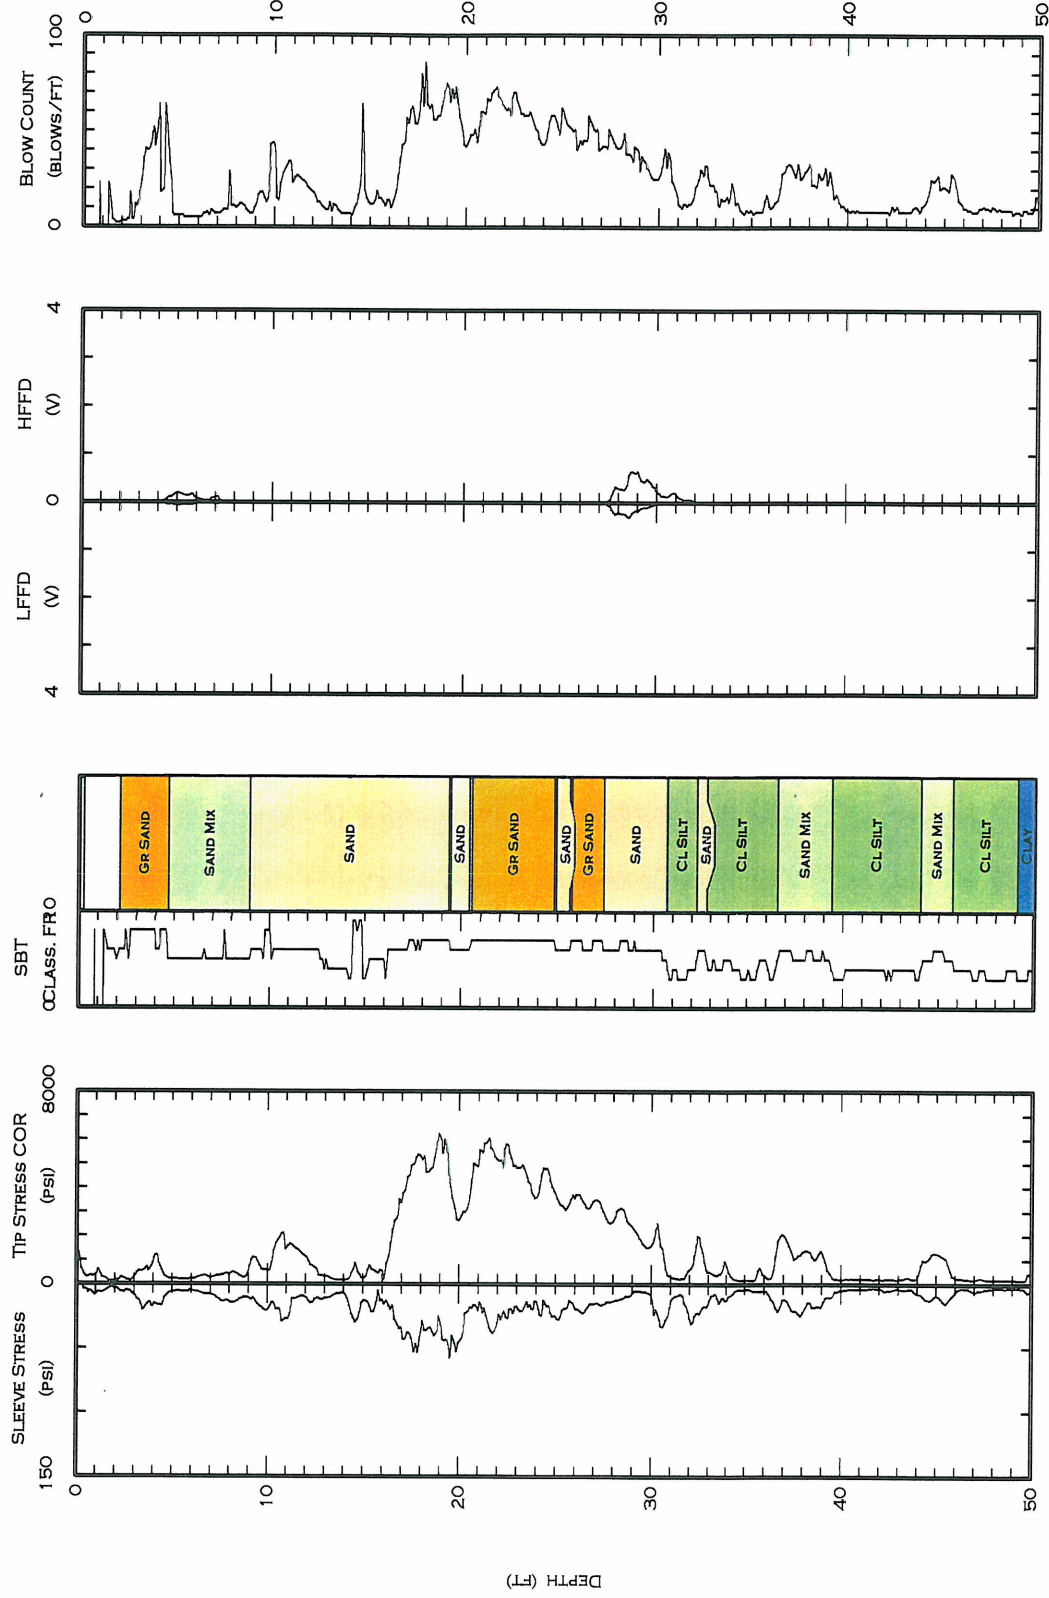 0
10
20
30
40
50
BLOW COUNT
(BLOWS/FT)
0
100
HFFD
(V)
4
0
LFFD
(V)
4
SBT
CLASS. FR
0
0
GR SAND
SAND MIX
SAND
SAND
GR SAND
SAND
GR SAND
SAND
CL SILT
SAND
CL SILT
SAND MIX
CL SILT
SAND MIX
CL SILT
CLAY
TIP STRESS COR
(PSI)
8000
0
SLEEVE STRESS
(PSI)
150
0
10
20
30
40
50
DEPTH (FT)